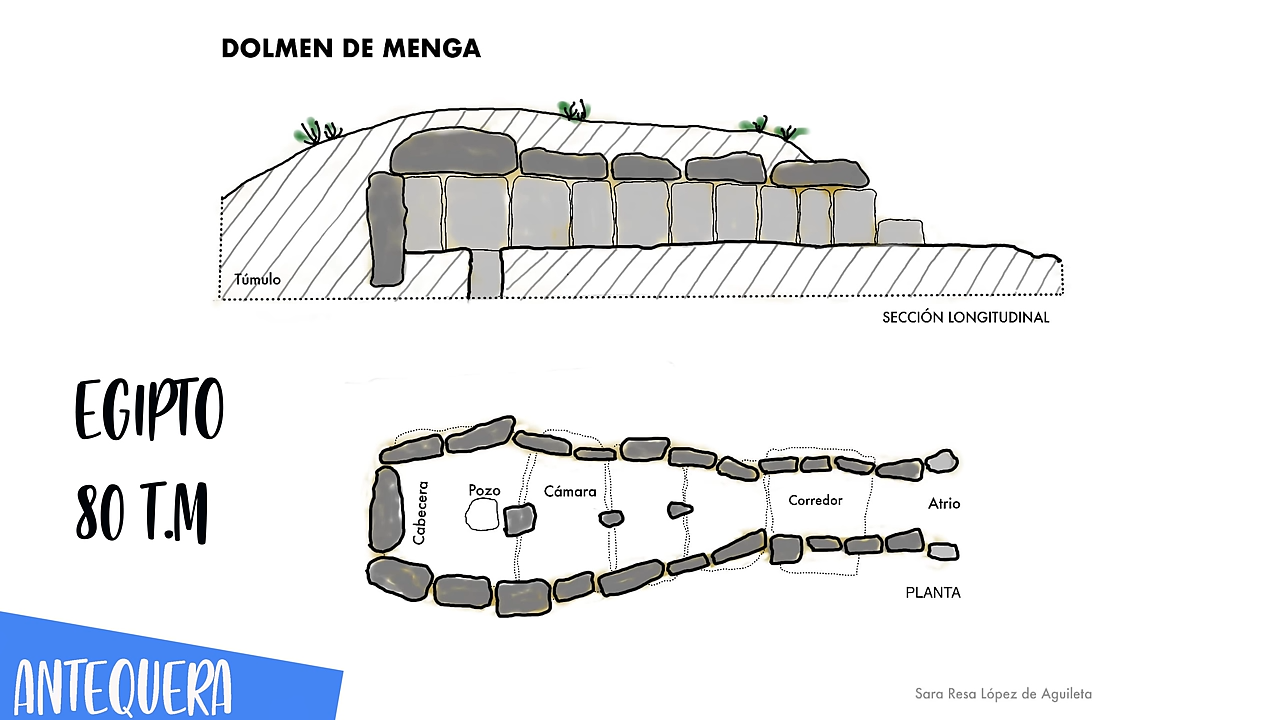 DOLMEN DE MENGA
Túmulo
SECCIÓN LONGITUDINAL
EGIPTO
80 T.M
Cabecera
Pozo
Cámara
Corredor
Atrio
PLANTA
ANTEQUERA
Sara Resa López de Aguileta